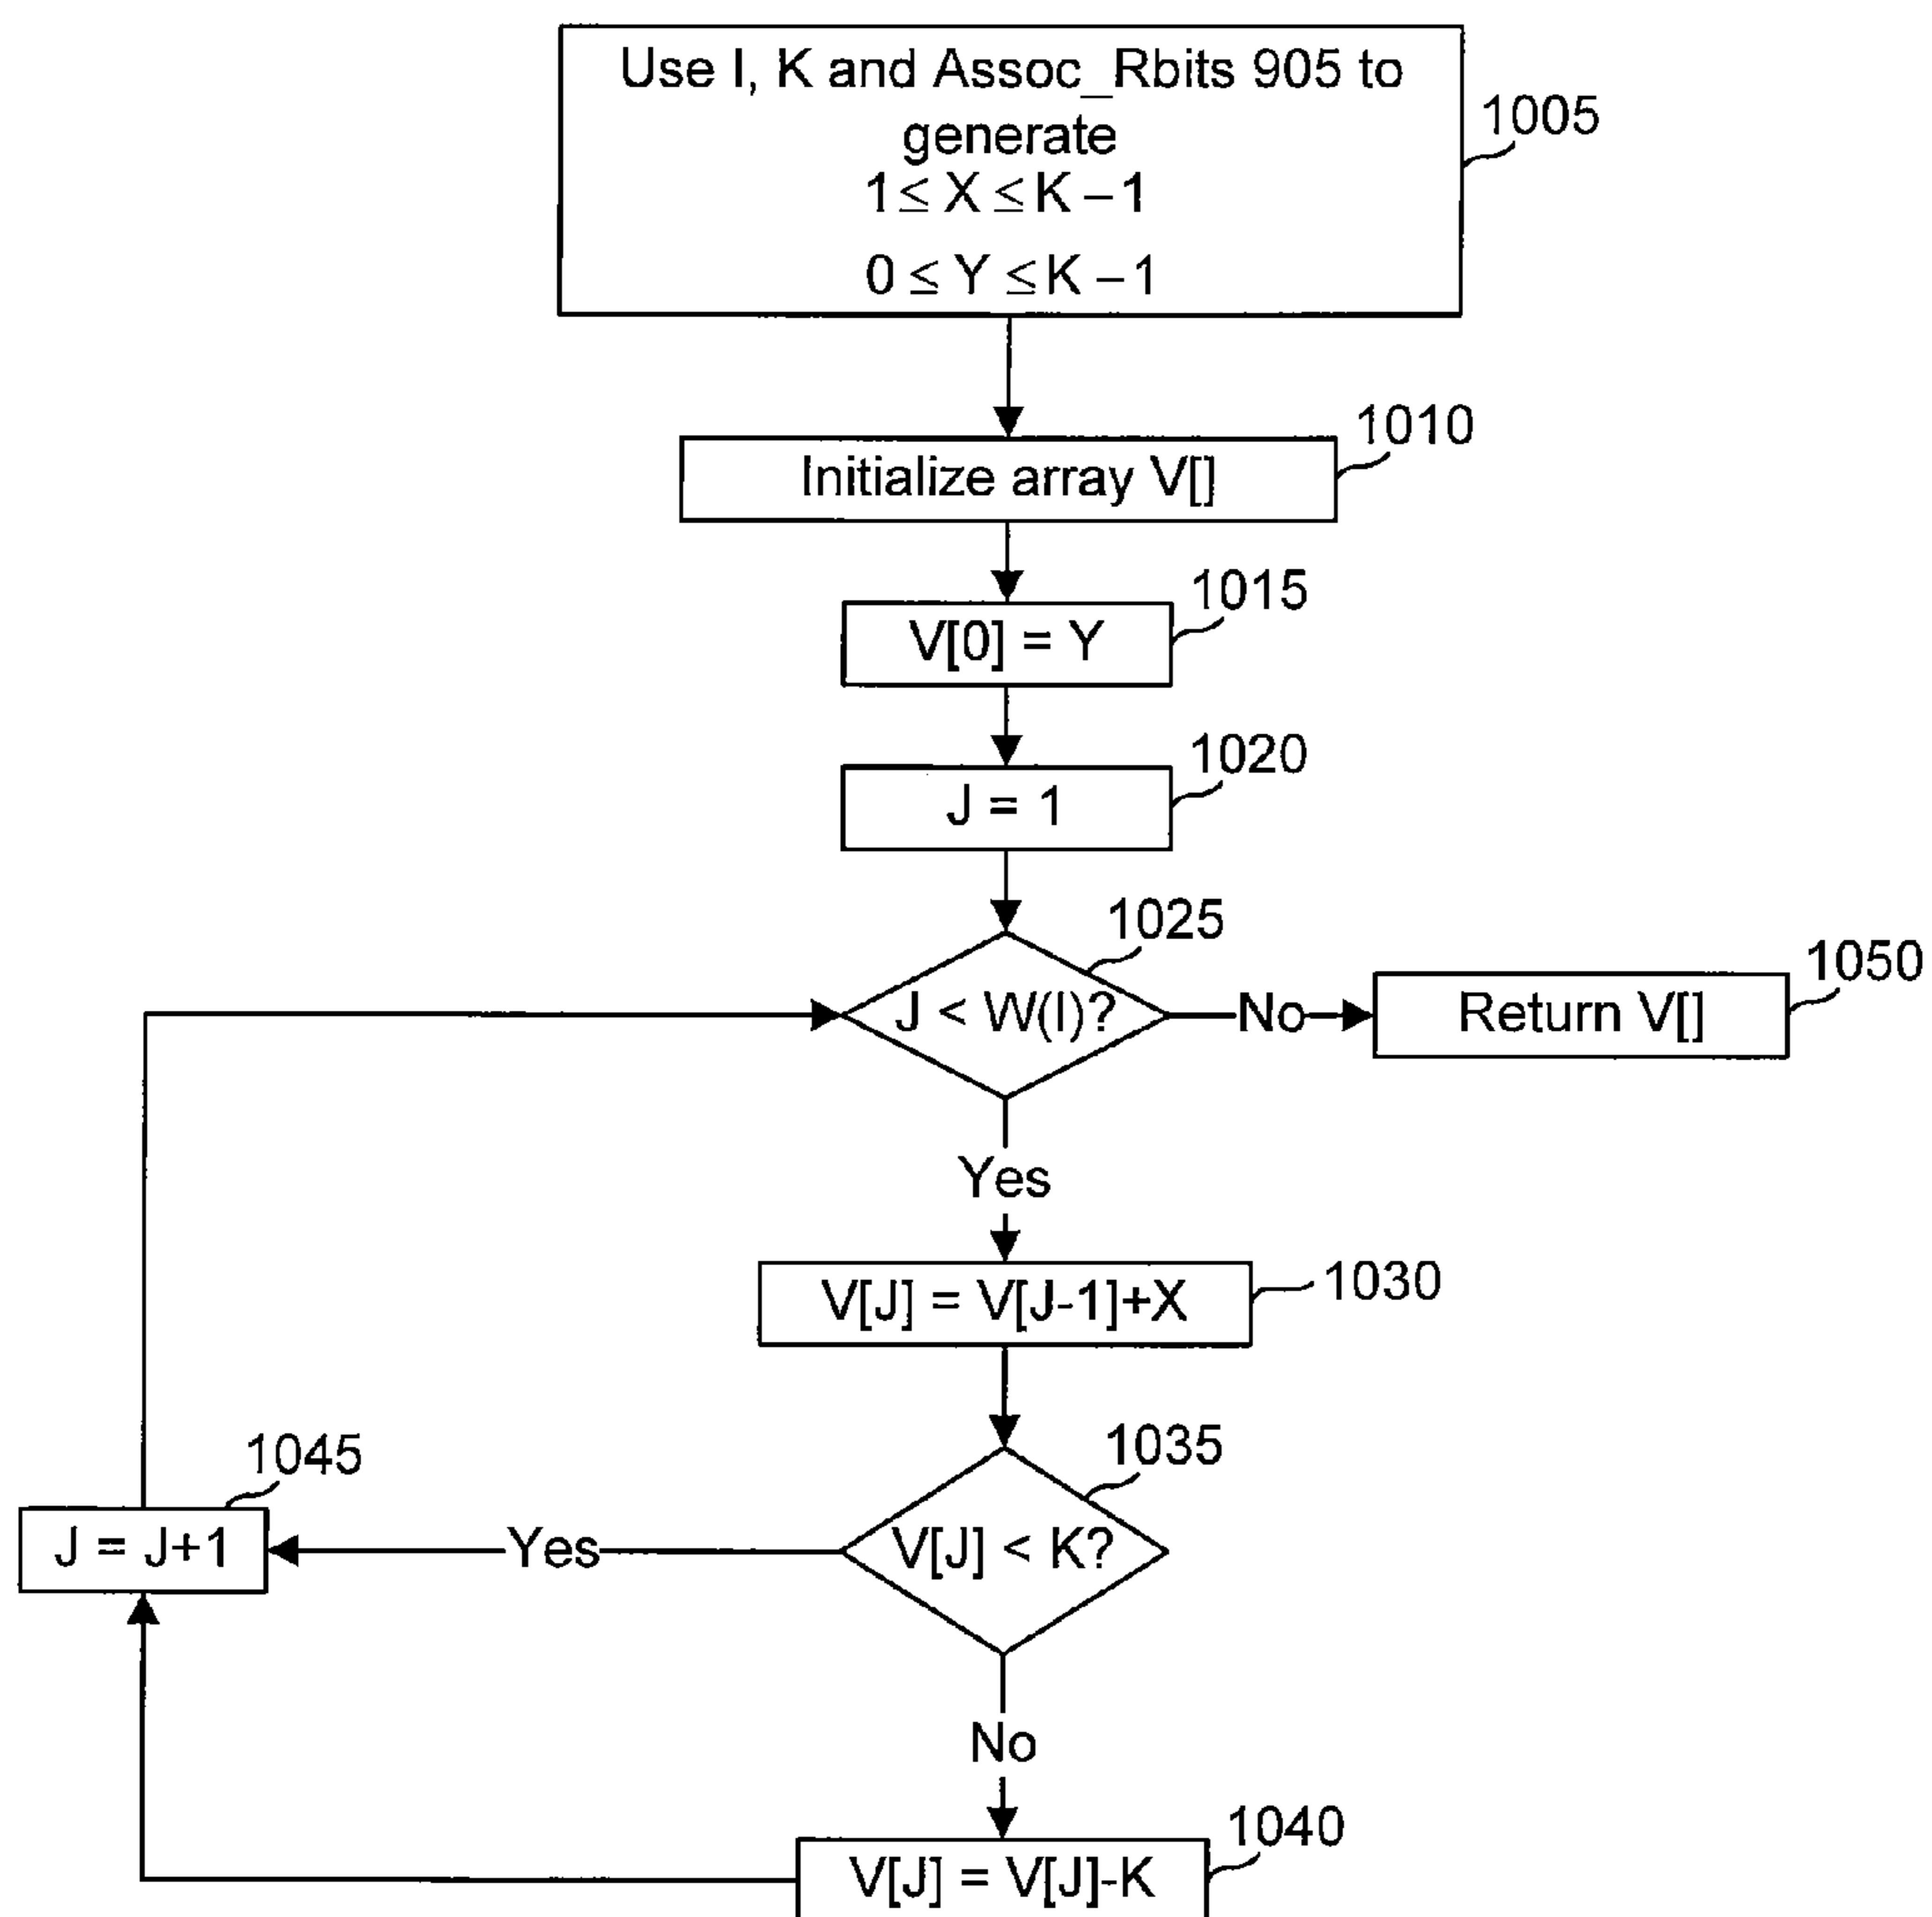 Use I, K and Assoc_Rbits 905 to
generate
1 ≤ X ≤ K – 1
0 ≤ Y ≤ K – 1
1005
Initialize array V[]
1010
V[0] = Y
1015
J = 1
1020
J < W(I)?
1025
No
Return V[]
1050
Yes
V[J] = V[J-1]+X
1030
V[J] < K?
1035
Yes
J = J+1
1045
No
V[J] = V[J]-K
1040